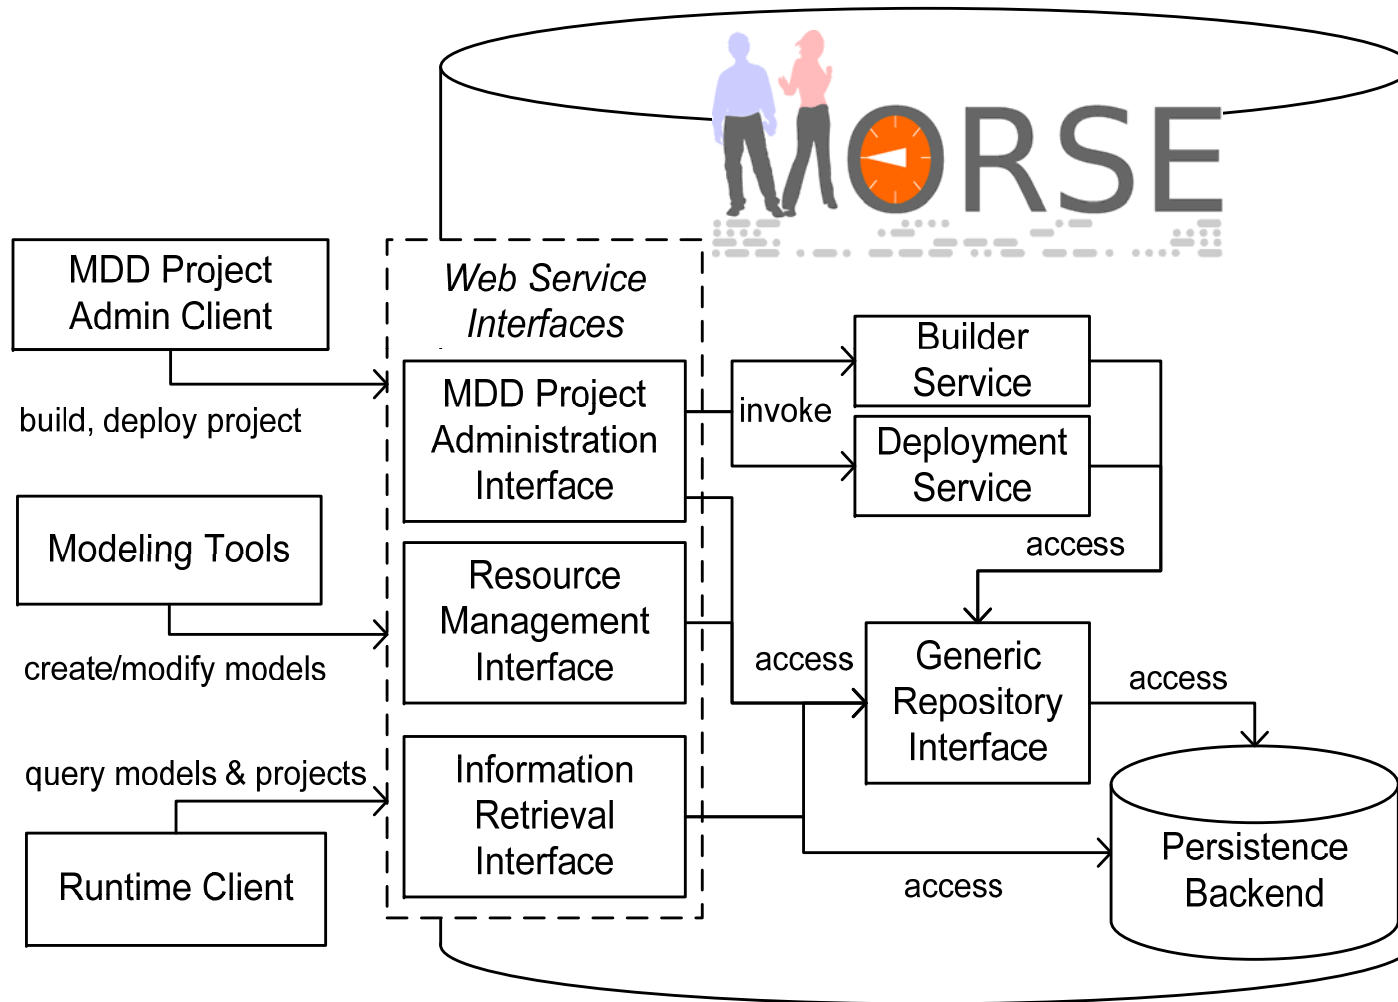 MORSE
MDD Project
Admin Client
build, deploy project
Modeling Tools
create/modify models
query models & projects
Runtime Client
Web Service
Interfaces
MDD Project
Administration
Interface
Resource
Management
Interface
Information
Retrieval
Interface
invoke
Builder
Service
Deployment
Service
access
access
Generic
Repository
Interface
access
access
Persistence
Backend